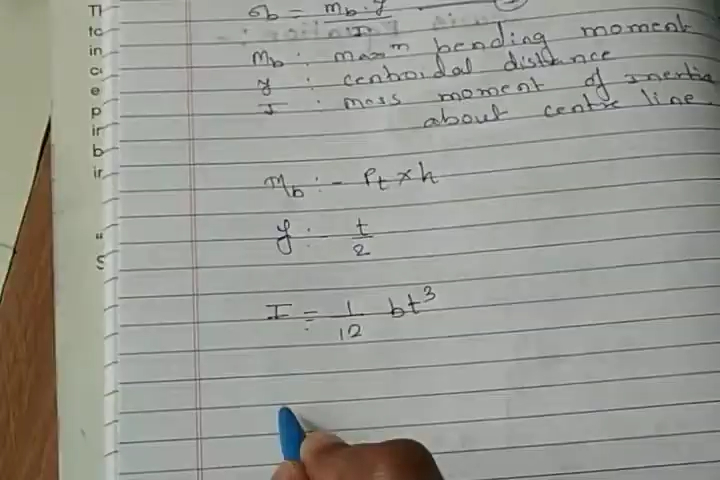 σb = mb.y / I
mb : maxm bending moment
y : centroidal distance
I : mass moment of inertia
about centre line
mb :- Pt × h
y :- t/2
I = 1/12 bt³